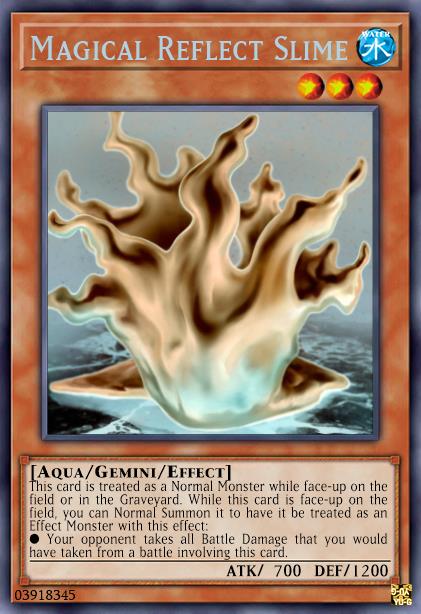 Magical Reflect Slime
WATER
水
[Aqua/Gemini/Effect]
This card is treated as a Normal Monster while face-up on the
field or in the Graveyard. While this card is face-up on the
field, you can Normal Summon it to have it be treated as an
Effect Monster with this effect:
● Your opponent takes all Battle Damage that you would
have taken from a battle involving this card.
ATK/ 700 DEF/1200
03918345